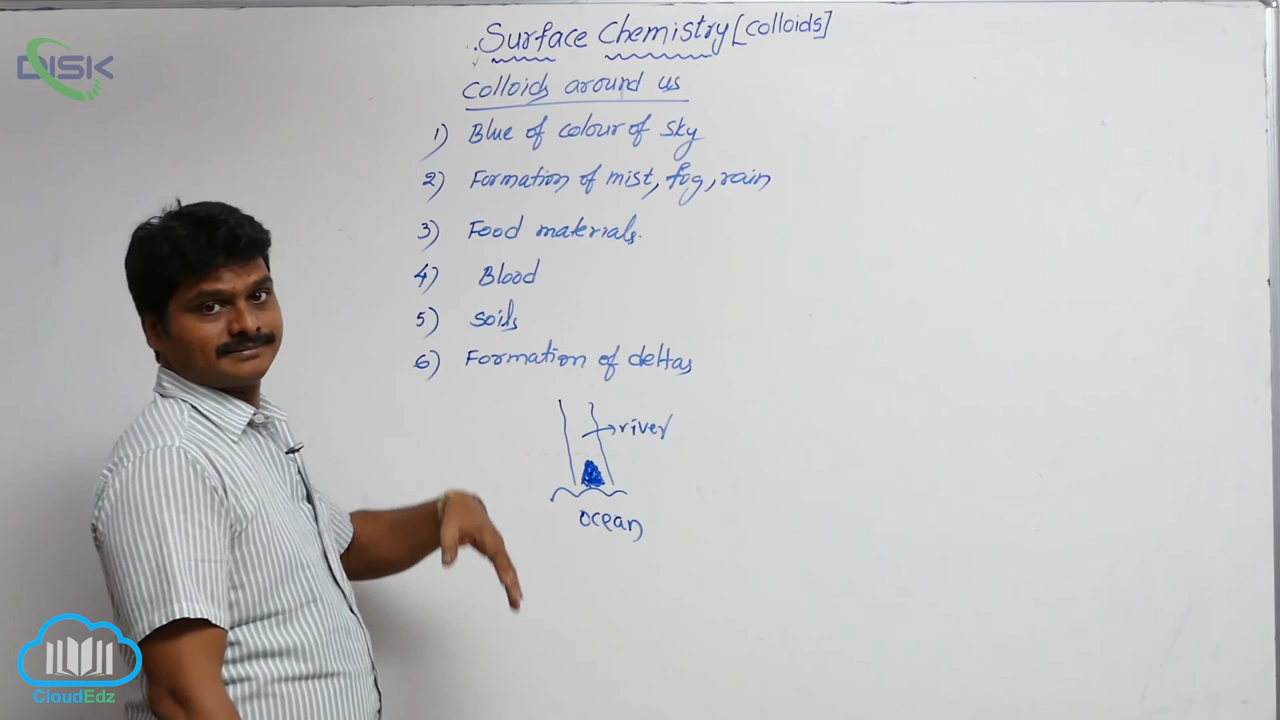 DISK
Surface Chemistry [colloids]
colloids around us
1) Blue of colour of sky
2) Formation of mist, fog, rain
3) Food materials.
4) Blood
5) soils
6) Formation of deltas
river
ocean
CloudEdz